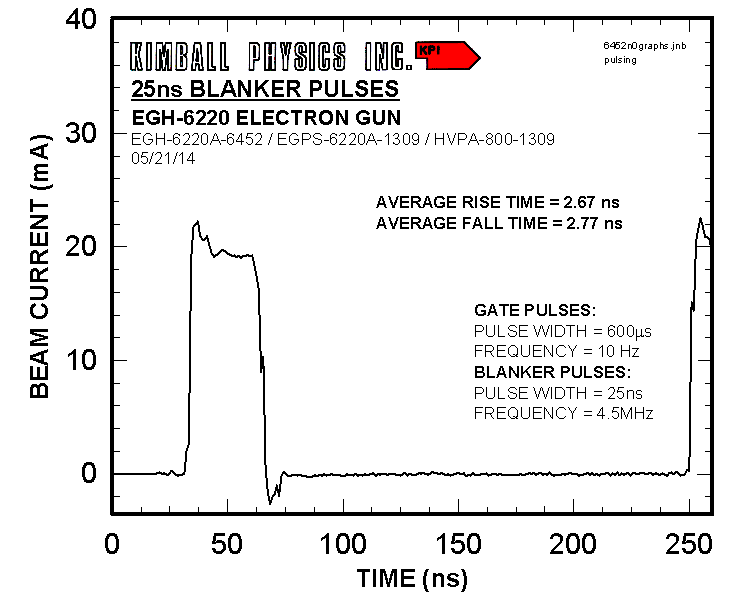 40
30
20
10
0
BEAM CURRENT (mA)
KIMBALL PHYSICS INC.
KPI
6452n0graphs.jnb
pulsing
25ns BLANKER PULSES
EGH-6220 ELECTRON GUN
EGH-6220A-6452 / EGPS-6220A-1309 / HVPA-800-1309
05/21/14
AVERAGE RISE TIME = 2.67 ns
AVERAGE FALL TIME = 2.77 ns
GATE PULSES:
PULSE WIDTH = 600µs
FREQUENCY = 10 Hz
BLANKER PULSES:
PULSE WIDTH = 25ns
FREQUENCY = 4.5MHz
0 50 100 150 200 250
TIME (ns)